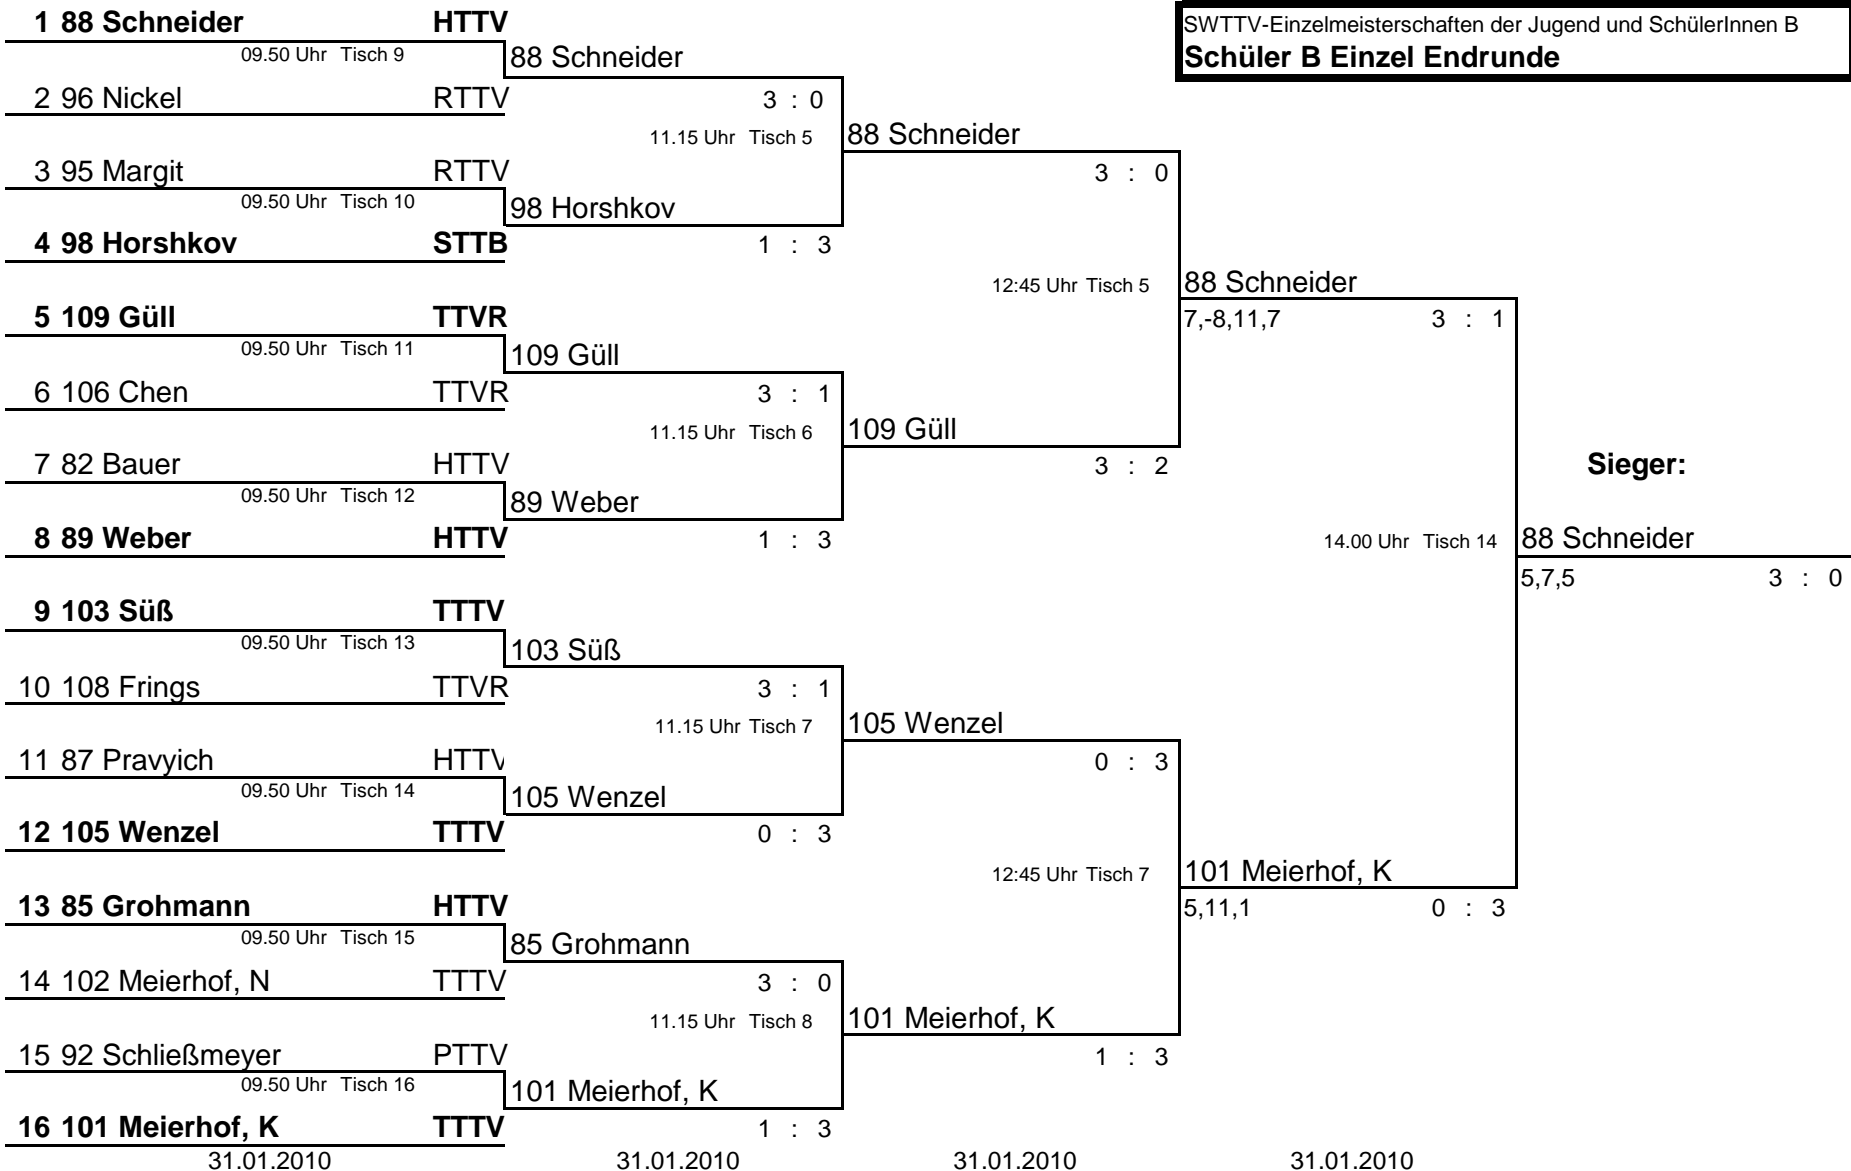 SWTTV-Einzelmeisterschaften der Jugend und SchülerInnen B
Schüler B Einzel Endrunde
1 88 Schneider HTTV
09.50 Uhr Tisch 9
88 Schneider
2 96 Nickel RTTV
3 : 0
11.15 Uhr Tisch 5
88 Schneider
3 95 Margit RTTV
3 : 0
09.50 Uhr Tisch 10
98 Horshkov
4 98 Horshkov STTB
1 : 3
12:45 Uhr Tisch 5
88 Schneider
5 109 Güll TTVR
7,-8,11,7 3 : 1
09.50 Uhr Tisch 11
109 Güll
6 106 Chen TTVR
3 : 1
11.15 Uhr Tisch 6
109 Güll
7 82 Bauer HTTV
3 : 2
Sieger:
09.50 Uhr Tisch 12
89 Weber
8 89 Weber HTTV
1 : 3
14.00 Uhr Tisch 14
88 Schneider
5,7,5 3 : 0
9 103 Süß TTTV
09.50 Uhr Tisch 13
103 Süß
10 108 Frings TTVR
3 : 1
11.15 Uhr Tisch 7
105 Wenzel
11 87 Pravyich HTTV
0 : 3
09.50 Uhr Tisch 14
105 Wenzel
12 105 Wenzel TTTV
0 : 3
12:45 Uhr Tisch 7
101 Meierhof, K
13 85 Grohmann HTTV
5,11,1 0 : 3
09.50 Uhr Tisch 15
85 Grohmann
14 102 Meierhof, N TTTV
3 : 0
11.15 Uhr Tisch 8
101 Meierhof, K
15 92 Schließmeyer PTTV
1 : 3
09.50 Uhr Tisch 16
101 Meierhof, K
16 101 Meierhof, K TTTV
1 : 3
31.01.2010 31.01.2010 31.01.2010 31.01.2010